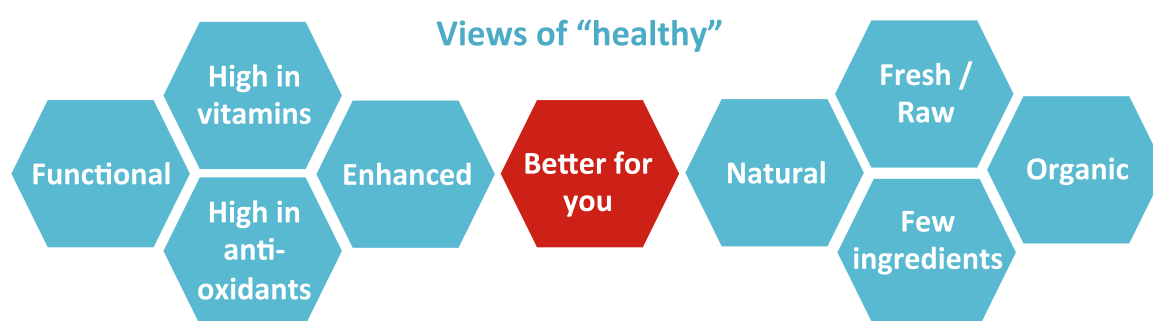 Views of “healthy”
Functional
High in
vitamins
High in
anti-
oxidants
Enhanced
Better for
you
Natural
Fresh /
Raw
Few
ingredients
Organic